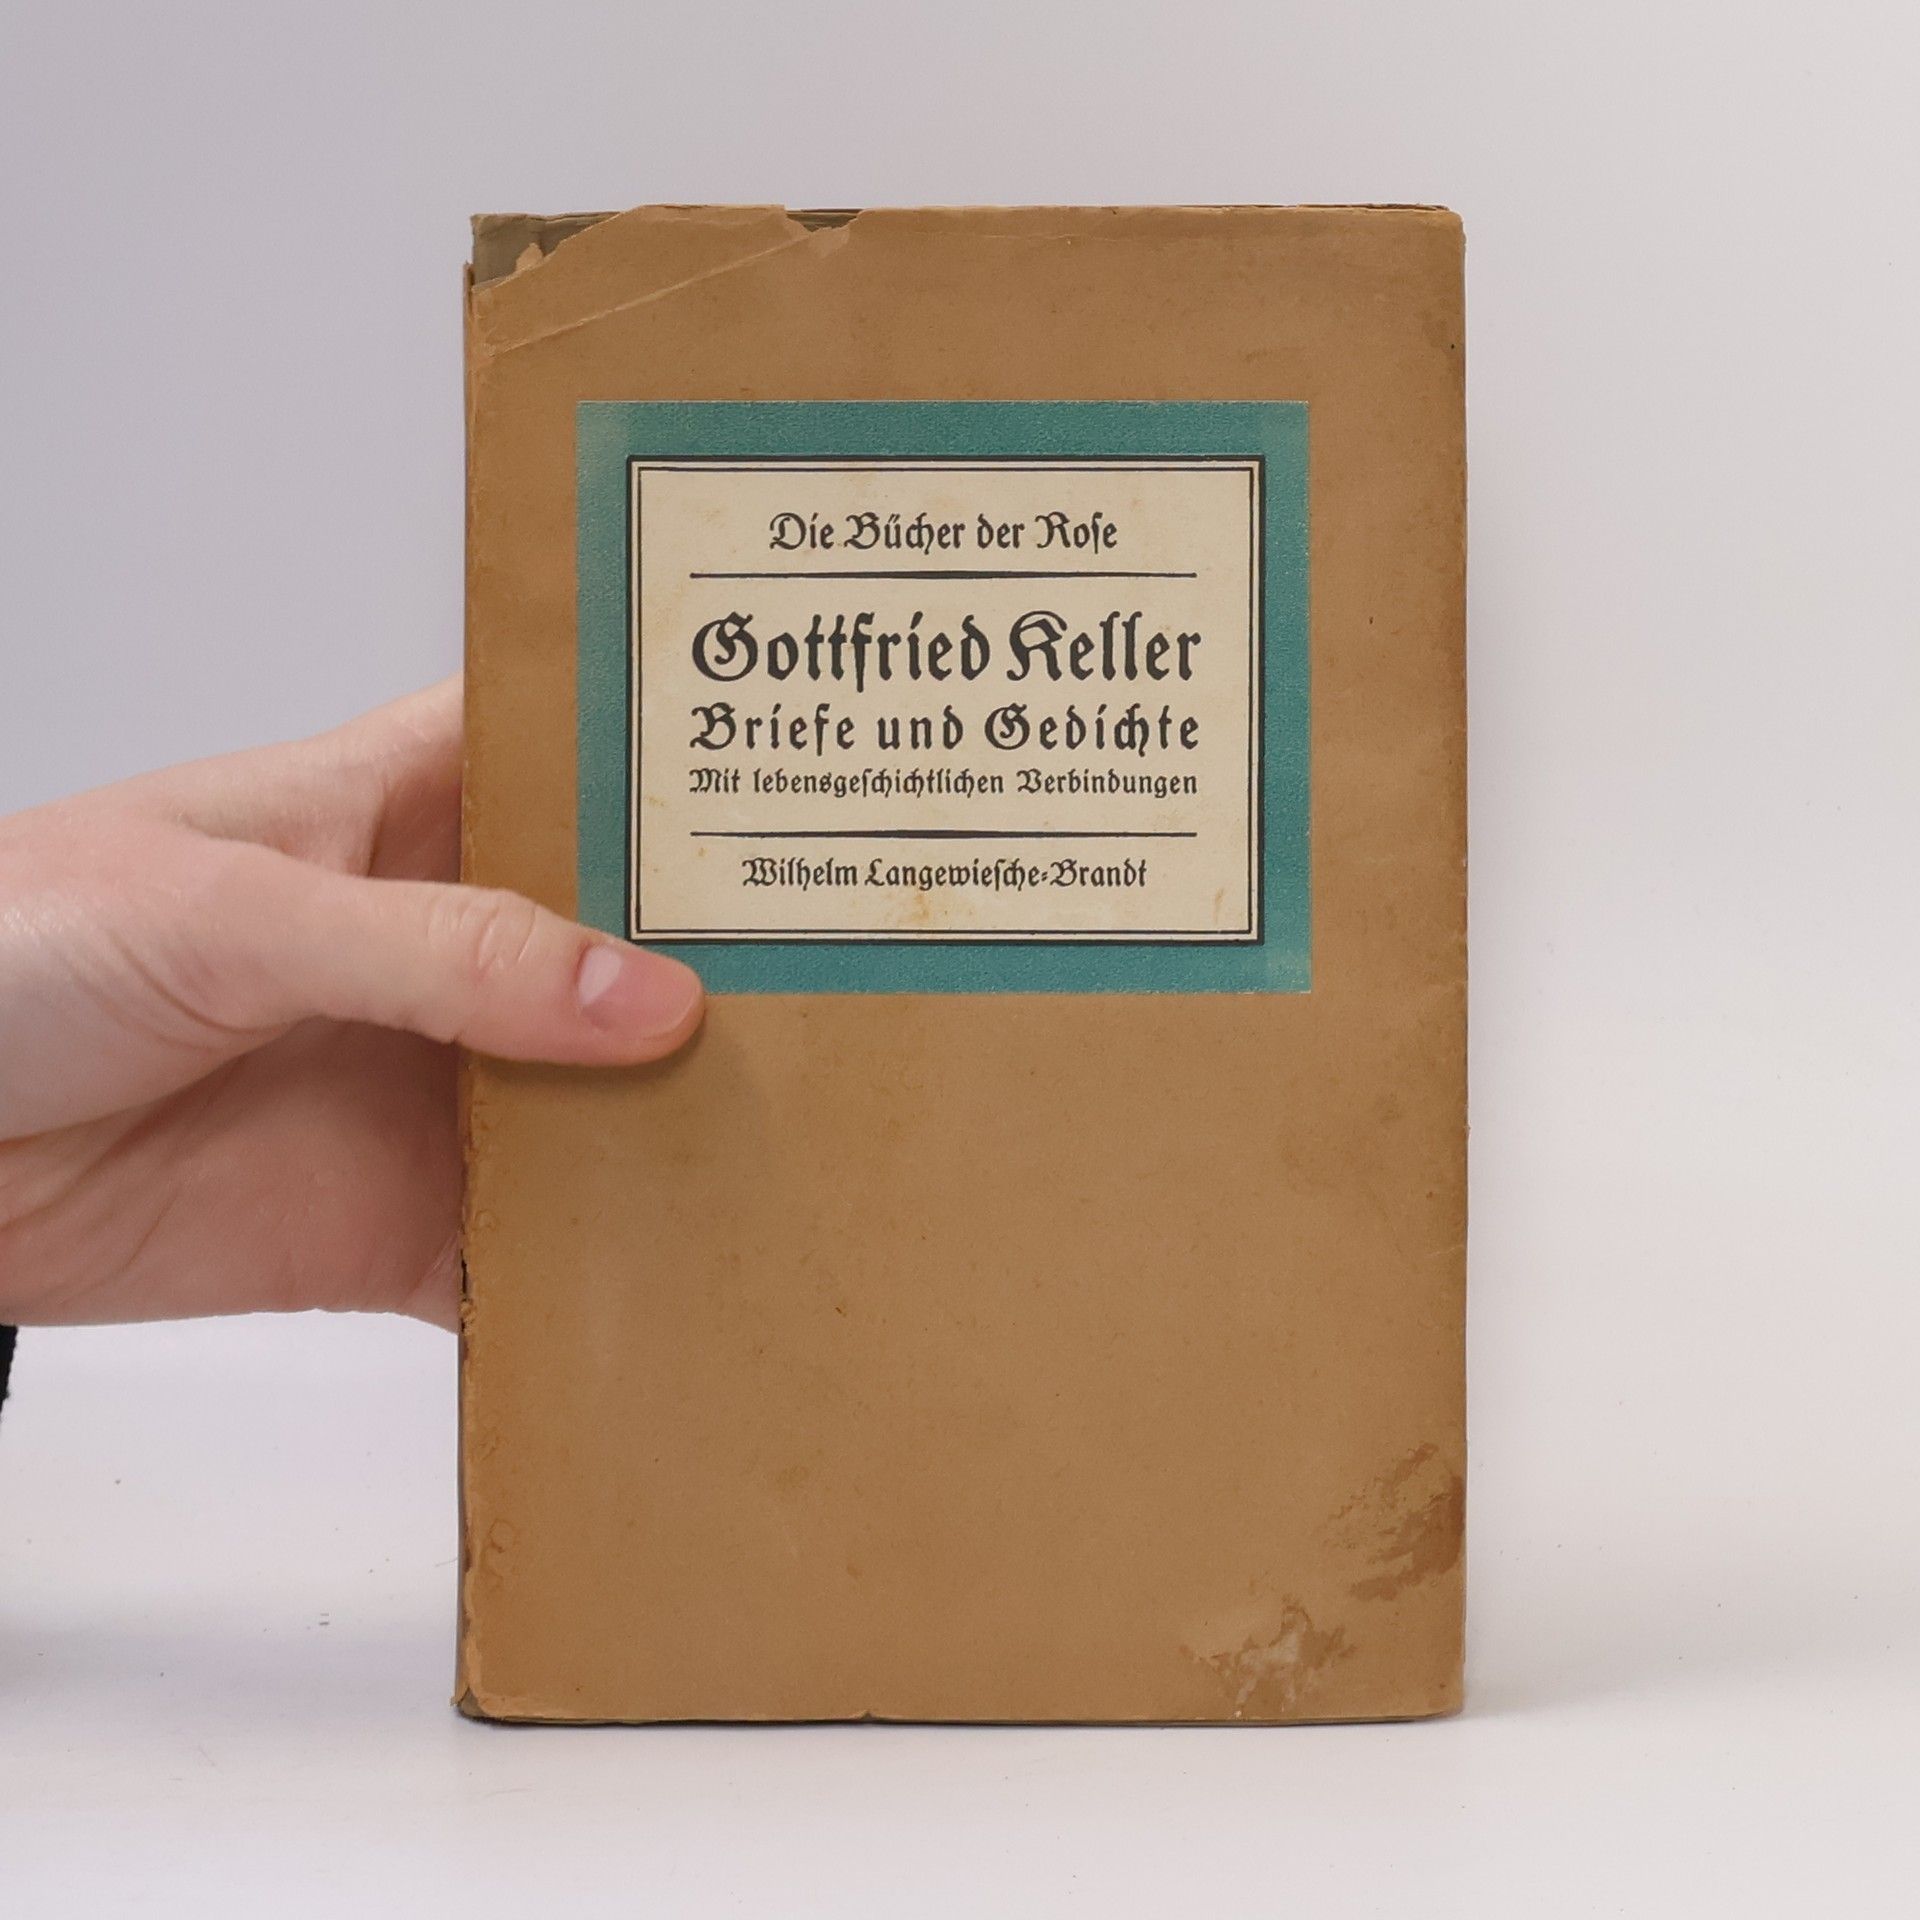 Die Bücher der Roſe
Gottfried Keller
Briefe und Gedichte
Mit lebensgeſchichtlichen Verbindungen
Wilhelm Langewieſche-Brandt